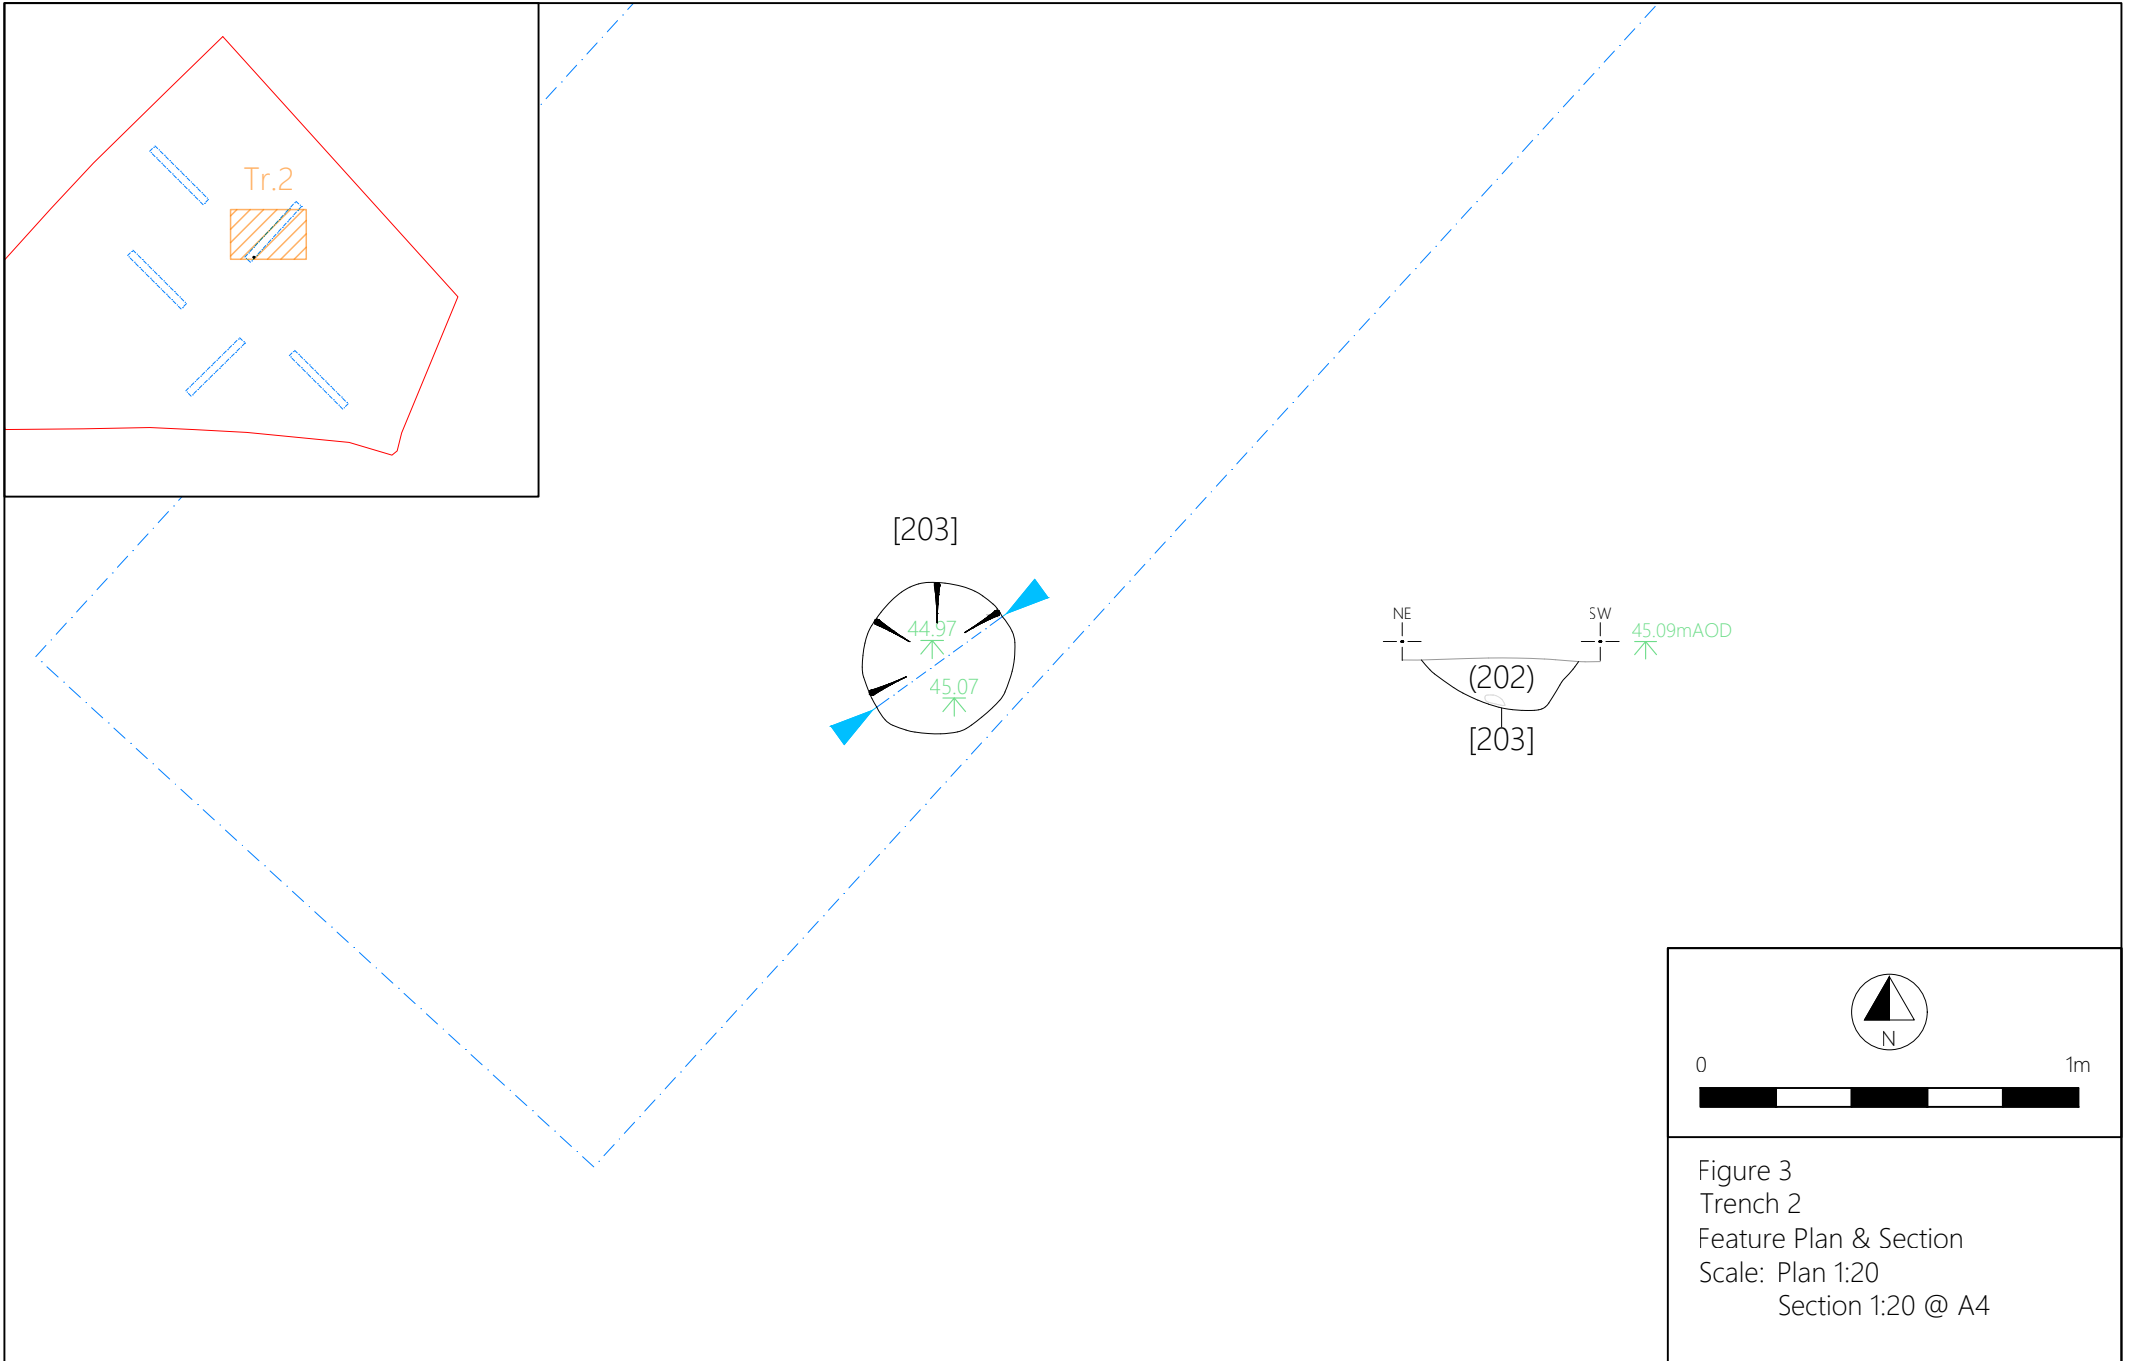 Tr.2
[203]
44.97
45.07
NE
SW
45.09mAOD
(202)
[203]
N
0
1m
Figure 3
Trench 2
Feature Plan & Section
Scale: Plan 1:20
Section 1:20 @ A4